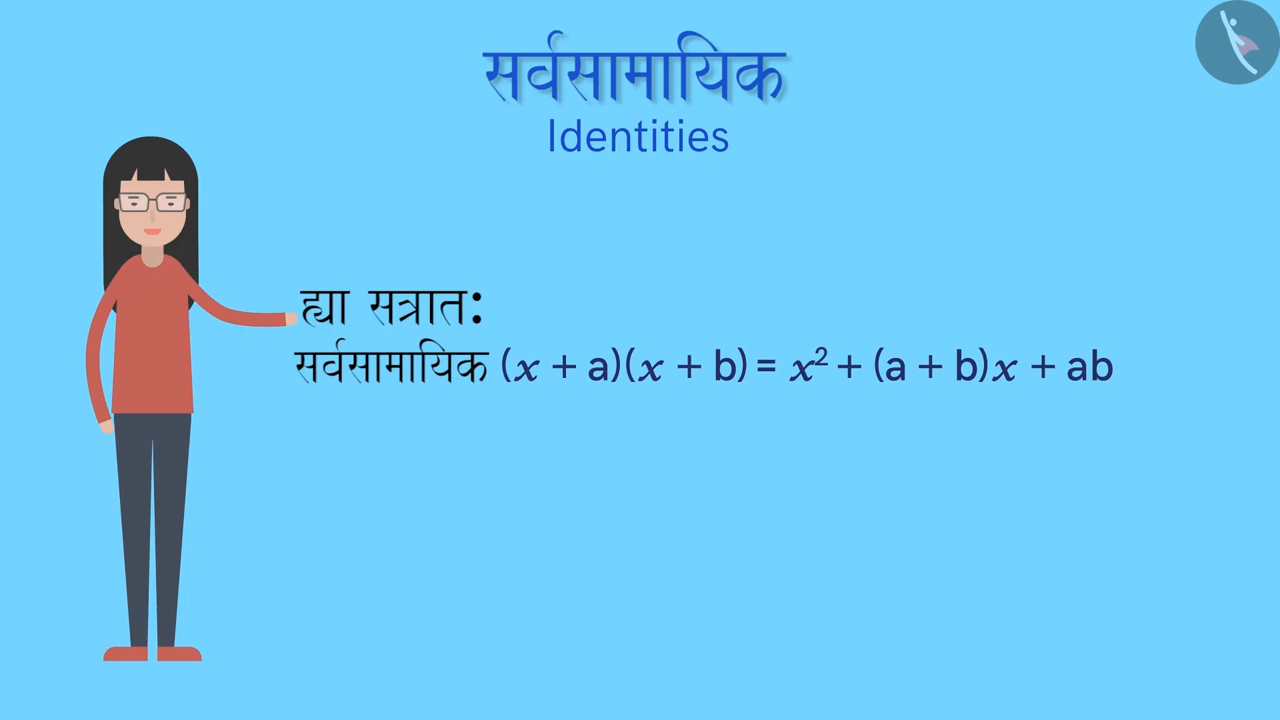 सर्वसामायिक
Identities
ह्या सत्रात:
सर्वसामायिक (x + a)(x + b) = x² + (a + b)x + ab